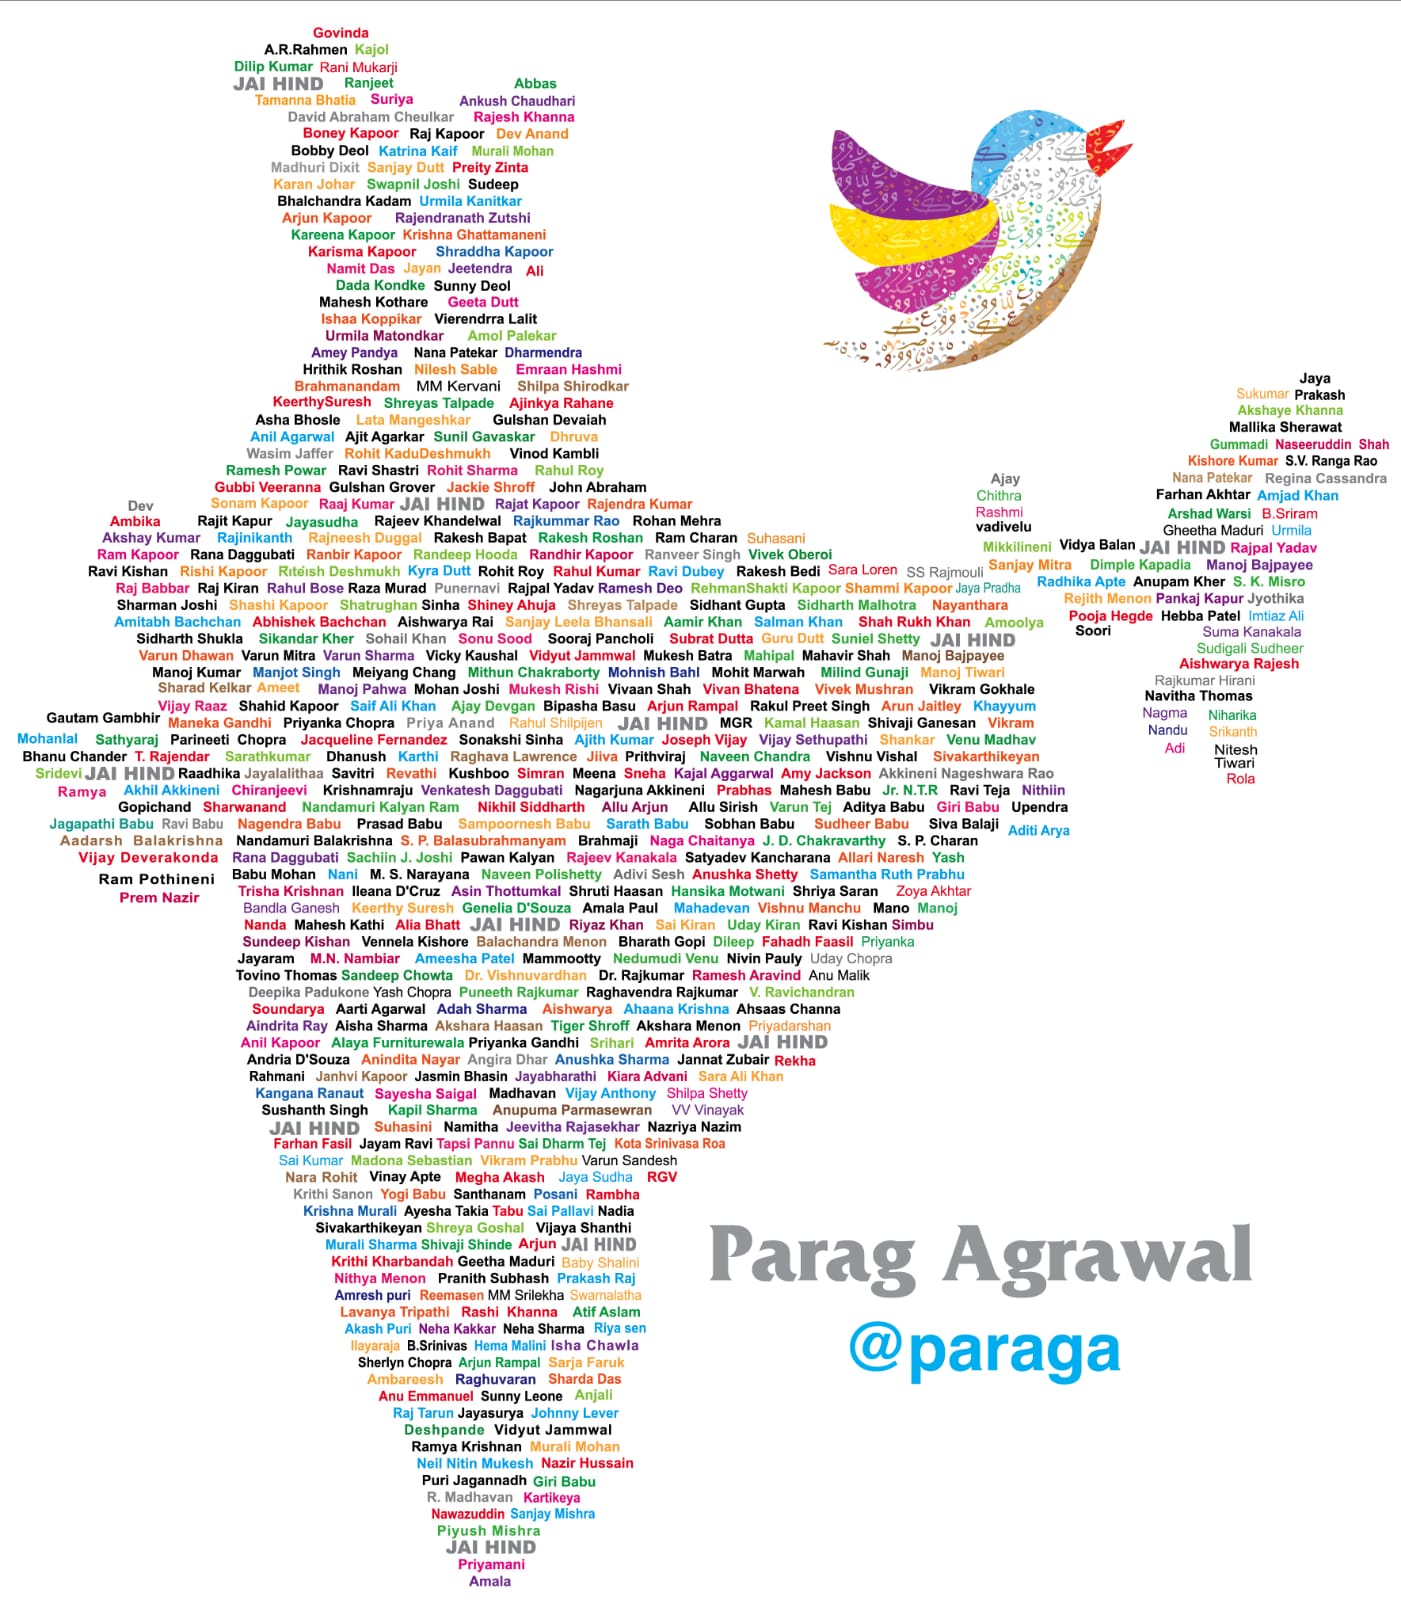 Govinda
A.R.Rahmen Kajol
Dilip Kumar Rani Mukarji
JAI HIND Ranjeet Abbas
Tamanna Bhatia Suriya Ankush Chaudhari
David Abraham Cheulkar Rajesh Khanna
Boney Kapoor Raj Kapoor Dev Anand
Bobby Deol Katrina Kaif Murali Mohan
Madhuri Dixit Sanjay Dutt Preity Zinta
Karan Johar Swapnil Joshi Sudeep
Bhalchandra Kadam Urmila Kanitkar
Arjun Kapoor Rajendranath Zutshi
Kareena Kapoor Krishna Ghattamaneni
Karisma Kapoor Shraddha Kapoor
Namit Das Jayan Jeetendra Ali
Dada Kondke Sunny Deol
Mahesh Kothare Geeta Dutt
Ishaa Koppikar Vierendrra Lalit
Urmila Matondkar Amol Palekar
Amey Pandya Nana Patekar Dharmendra
Hrithik Roshan Nilesh Sable Emraan Hashmi
Brahmanandam MM Kervani Shilpa Shirodkar
KeerthySuresh Shreyas Talpade Ajinkya Rahane
Asha Bhosle Lata Mangeshkar Gulshan Devaiah
Anil Agarwal Ajit Agarkar Sunil Gavaskar Dhruva
Wasim Jaffer Rohit KaduDeshmukh Vinod Kambli
Ramesh Powar Ravi Shastri Rohit Sharma Rahul Roy
Gubbi Veeranna Gulshan Grover Jackie Shroff John Abraham
Dev Sonam Kapoor Raaj Kumar JAI HIND Rajat Kapoor Rajendra Kumar
Ambika Rajit Kapur Jayasudha Rajeev Khandelwal Rajkummar Rao Rohan Mehra
Akshay Kumar Rajinikanth Rajneesh Duggal Rakesh Bapat Rakesh Roshan Ram Charan Suhasani
Ram Kapoor Rana Daggubati Ranbir Kapoor Randeep Hooda Randhir Kapoor Ranveer Singh Vivek Oberoi
Ravi Kishan Rishi Kapoor Riteish Deshmukh Kyra Dutt Rohit Roy Rahul Kumar Ravi Dubey Rakesh Bedi Sara Loren SS Rajmouli
Raj Babbar Raj Kiran Rahul Bose Raza Murad Punernavi Rajpal Yadav Ramesh Deo RehmanShakti Kapoor Shammi Kapoor Jaya Pradha
Sharman Joshi Shashi Kapoor Shatrughan Sinha Shiney Ahuja Shreyas Talpade Sidhant Gupta Sidharth Malhotra Nayanthara
Amitabh Bachchan Abhishek Bachchan Aishwarya Rai Sanjay Leela Bhansali Aamir Khan Salman Khan Shah Rukh Khan Amoolya
Sidharth Shukla Sikandar Kher Sohail Khan Sonu Sood Sooraj Pancholi Subrat Dutta Guru Dutt Suniel Shetty JAI HIND
Varun Dhawan Varun Mitra Varun Sharma Vicky Kaushal Vidyut Jammwal Mukesh Batra Mahipal Mahavir Shah Manoj Bajpayee
Manoj Kumar Manjot Singh Meiyang Chang Mithun Chakraborty Mohnish Bahl Mohit Marwah Milind Gunaji Manoj Tiwari
Sharad Kelkar Ameet Manoj Pahwa Mohan Joshi Mukesh Rishi Vivaan Shah Vivan Bhatena Vivek Mushran Vikram Gokhale
Vijay Raaz Shahid Kapoor Saif Ali Khan Ajay Devgan Bipasha Basu Arjun Rampal Rakul Preet Singh Arun Jaitley Khayyum
Gautam Gambhir Maneka Gandhi Priyanka Chopra Priya Anand Rahul Shilpijen JAI HIND MGR Kamal Haasan Shivaji Ganesan Vikram
Mohanlal Sathyaraj Parineeti Chopra Jacqueline Fernandez Sonakshi Sinha Ajith Kumar Joseph Vijay Vijay Sethupathi Shankar Venu Madhav
Bhanu Chander T. Rajendar Sarathkumar Dhanush Karthi Raghava Lawrence Jiiva Prithviraj Naveen Chandra Vishnu Vishal Sivakarthikeyan
Sridevi JAI HIND Raadhika Jayalalithaa Savitri Revathi Kushboo Simran Meena Sneha Kajal Aggarwal Amy Jackson Akkineni Nageshwara Rao
Ramya Akhil Akkineni Chiranjeevi Krishnamraju Venkatesh Daggubati Nagarjuna Akkineni Prabhas Mahesh Babu Jr. N.T.R Ravi Teja Nithiin
Gopichand Sharwanand Nandamuri Kalyan Ram Nikhil Siddharth Allu Arjun Allu Sirish Varun Tej Aditya Babu Giri Babu Upendra
Jagapathi Babu Ravi Babu Nagendra Babu Prasad Babu Sampoornesh Babu Sarath Babu Sobhan Babu Sudheer Babu Siva Balaji Aditi Arya
Aadarsh Balakrishna Nandamuri Balakrishna S. P. Balasubrahmanyam Brahmaji Naga Chaitanya J. D. Chakravarthy S. P. Charan
Vijay Deverakonda Rana Daggubati Sachiin J. Joshi Pawan Kalyan Rajeev Kanakala Satyadev Kancharana Allari Naresh Yash
Ram Pothineni Babu Mohan Nani M. S. Narayana Naveen Polishetty Adivi Sesh Anushka Shetty Samantha Ruth Prabhu
Prem Nazir Trisha Krishnan Ileana D'Cruz Asin Thottumkal Shruti Haasan Hansika Motwani Shriya Saran Zoya Akhtar
Bandla Ganesh Keerthy Suresh Genelia D'Souza Amala Paul Mahadevan Vishnu Manchu Mano Manoj
Nanda Mahesh Kathi Alia Bhatt JAI HIND Riyaz Khan Sai Kiran Uday Kiran Ravi Kishan Simbu
Sundeep Kishan Vennela Kishore Balachandra Menon Bharath Gopi Dileep Fahadh Faasil Priyanka
Jayaram M.N. Nambiar Ameesha Patel Mammootty Nedumudi Venu Nivin Pauly Uday Chopra
Tovino Thomas Sandeep Chowta Dr. Vishnuvardhan Dr. Rajkumar Ramesh Aravind Anu Malik
Deepika Padukone Yash Chopra Puneeth Rajkumar Raghavendra Rajkumar V. Ravichandran
Soundarya Aarti Agarwal Adah Sharma Aishwarya Ahaana Krishna Ahsaas Channa
Aindrita Ray Aisha Sharma Akshara Haasan Tiger Shroff Akshara Menon Priyadarshan
Anil Kapoor Alaya Furniturewala Priyanka Gandhi Srihari Amrita Arora JAI HIND
Andria D'Souza Anindita Nayar Angira Dhar Anushka Sharma Jannat Zubair Rekha
Rahmani Janhvi Kapoor Jasmin Bhasin Jayabharathi Kiara Advani Sara Ali Khan
Kangana Ranaut Sayesha Saigal Madhavan Vijay Anthony Shilpa Shetty
Sushanth Singh Kapil Sharma Anupuma Parmasewran VV Vinayak
JAI HIND Suhasini Namitha Jeevitha Rajasekhar Nazriya Nazim
Farhan Fasil Jayam Ravi Tapsi Pannu Sai Dharm Tej Kota Srinivasa Roa
Sai Kumar Madona Sebastian Vikram Prabhu Varun Sandesh
Nara Rohit Vinay Apte Megha Akash Jaya Sudha RGV
Krithi Sanon Yogi Babu Santhanam Posani Rambha
Krishna Murali Ayesha Takia Tabu Sai Pallavi Nadia
Sivakarthikeyan Shreya Goshal Vijaya Shanthi
Murali Sharma Shivaji Shinde Arjun JAI HIND
Krithi Kharbandah Geetha Maduri Baby Shalini
Nithya Menon Pranith Subhash Prakash Raj
Amresh puri Reemasen MM Srilekha Swarnalatha
Lavanya Tripathi Rashi Khanna Atif Aslam
Akash Puri Neha Kakkar Neha Sharma Riya sen
Ilayaraja B.Srinivas Hema Malini Isha Chawla
Sherlyn Chopra Arjun Rampal Sarja Faruk
Ambareesh Raghuvaran Sharda Das
Anu Emmanuel Sunny Leone Anjali
Raj Tarun Jayasurya Johnny Lever
Deshpande Vidyut Jammwal
Ramya Krishnan Murali Mohan
Neil Nitin Mukesh Nazir Hussain
Puri Jagannadh Giri Babu
R. Madhavan Kartikeya
Nawazuddin Sanjay Mishra
Piyush Mishra
JAI HIND
Priyamani
Amala
Jaya
Sukumar Prakash
Akshaye Khanna
Mallika Sherawat
Gummadi Naseeruddin Shah
Kishore Kumar S.V. Ranga Rao
Nana Patekar Regina Cassandra
Farhan Akhtar Amjad Khan
Arshad Warsi B.Sriram
Gheetha Maduri Urmila
Ajay
Chithra
Rashmi
vadivelu
Mikkilineni Vidya Balan JAI HIND Rajpal Yadav
Sanjay Mitra Dimple Kapadia Manoj Bajpayee
Radhika Apte Anupam Kher S. K. Misro
Rejith Menon Pankaj Kapur Jyothika
Pooja Hegde Hebba Patel Imtiaz Ali
Soori Suma Kanakala
Sudigali Sudheer
Aishwarya Rajesh
Rajkumar Hirani
Navitha Thomas
Nagma Niharika
Nandu Srikanth
Adi Nitesh
Tiwari
Rola
Parag Agrawal
@paraga